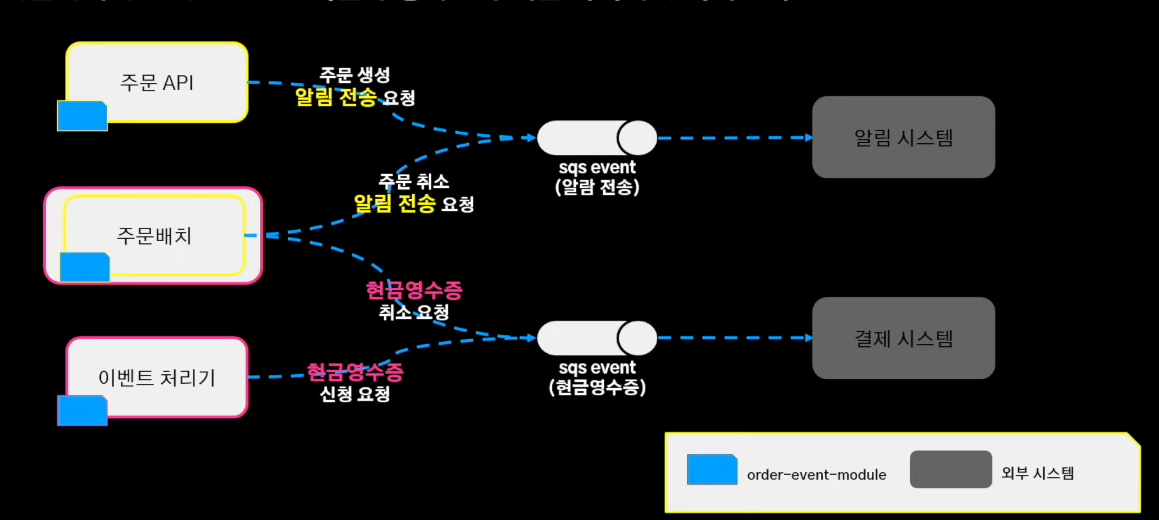 주문 API
주문 생성
알림 전송 요청
sqs event
(알람 전송)
알림 시스템
주문 취소
알림 전송 요청
주문배치
현금영수증
취소 요청
이벤트 처리기
현금영수증
신청 요청
sqs event
(현금영수증)
결제 시스템
order-event-module
외부 시스템